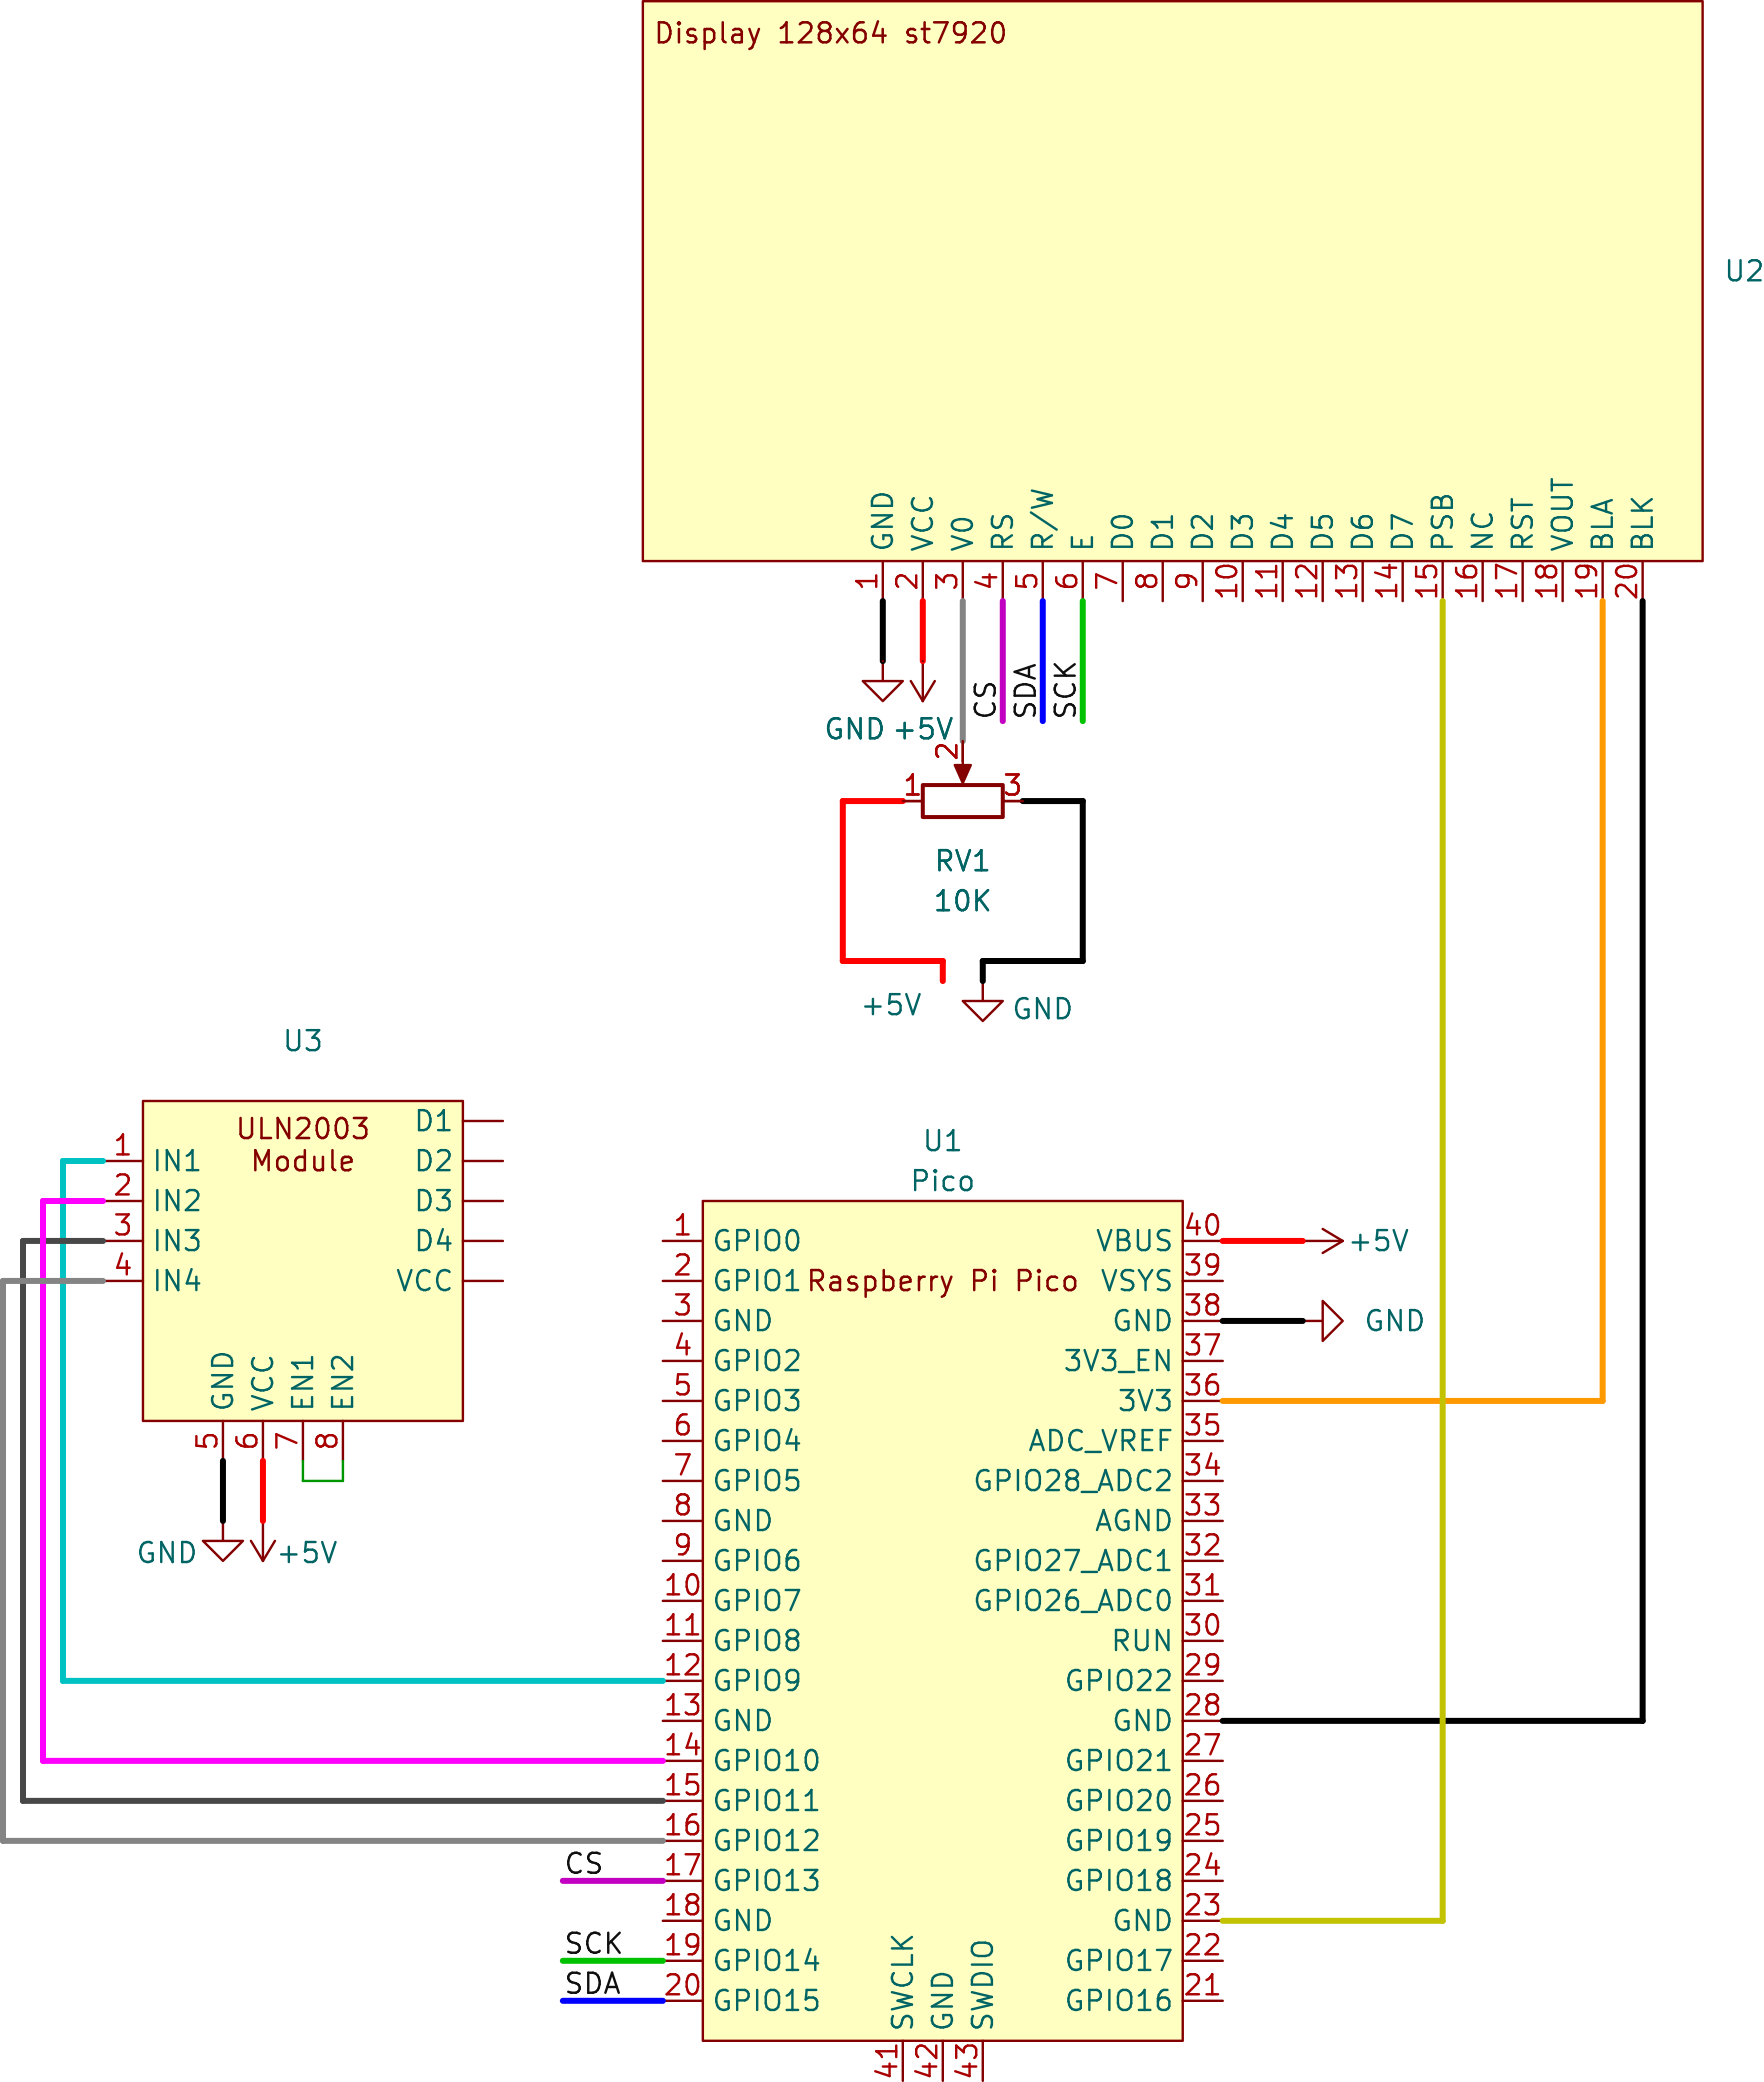 Display 128x64 st7920
U2
GND
VCC
V0
RS
R/W
E
D0
D1
D2
D3
D4
D5
D6
D7
PSB
NC
RST
VOUT
BLA
BLK
1
2
3
4
5
6
7
8
9
10
11
12
13
14
15
16
17
18
19
20
CS
SDA
SCK
GND
+5V
2
1
3
RV1
10K
+5V
GND
U3
ULN2003
Module
1
IN1
2
IN2
3
IN3
4
IN4
D1
D2
D3
D4
VCC
GND
VCC
EN1
EN2
5
6
7
8
GND
+5V
U1
Pico
Raspberry Pi Pico
1 GPIO0
2 GPIO1
3 GND
4 GPIO2
5 GPIO3
6 GPIO4
7 GPIO5
8 GND
9 GPIO6
10 GPIO7
11 GPIO8
12 GPIO9
13 GND
14 GPIO10
15 GPIO11
16 GPIO12
CS
17 GPIO13
18 GND
SCK
19 GPIO14
SDA
20 GPIO15
VBUS 40
+5V
VSYS 39
GND 38
GND
3V3_EN 37
3V3 36
ADC_VREF 35
GPIO28_ADC2 34
AGND 33
GPIO27_ADC1 32
GPIO26_ADC0 31
RUN 30
GPIO22 29
GND 28
GPIO21 27
GPIO20 26
GPIO19 25
GPIO18 24
GND 23
GPIO17 22
GPIO16 21
SWCLK
GND
SWDIO
41
42
43